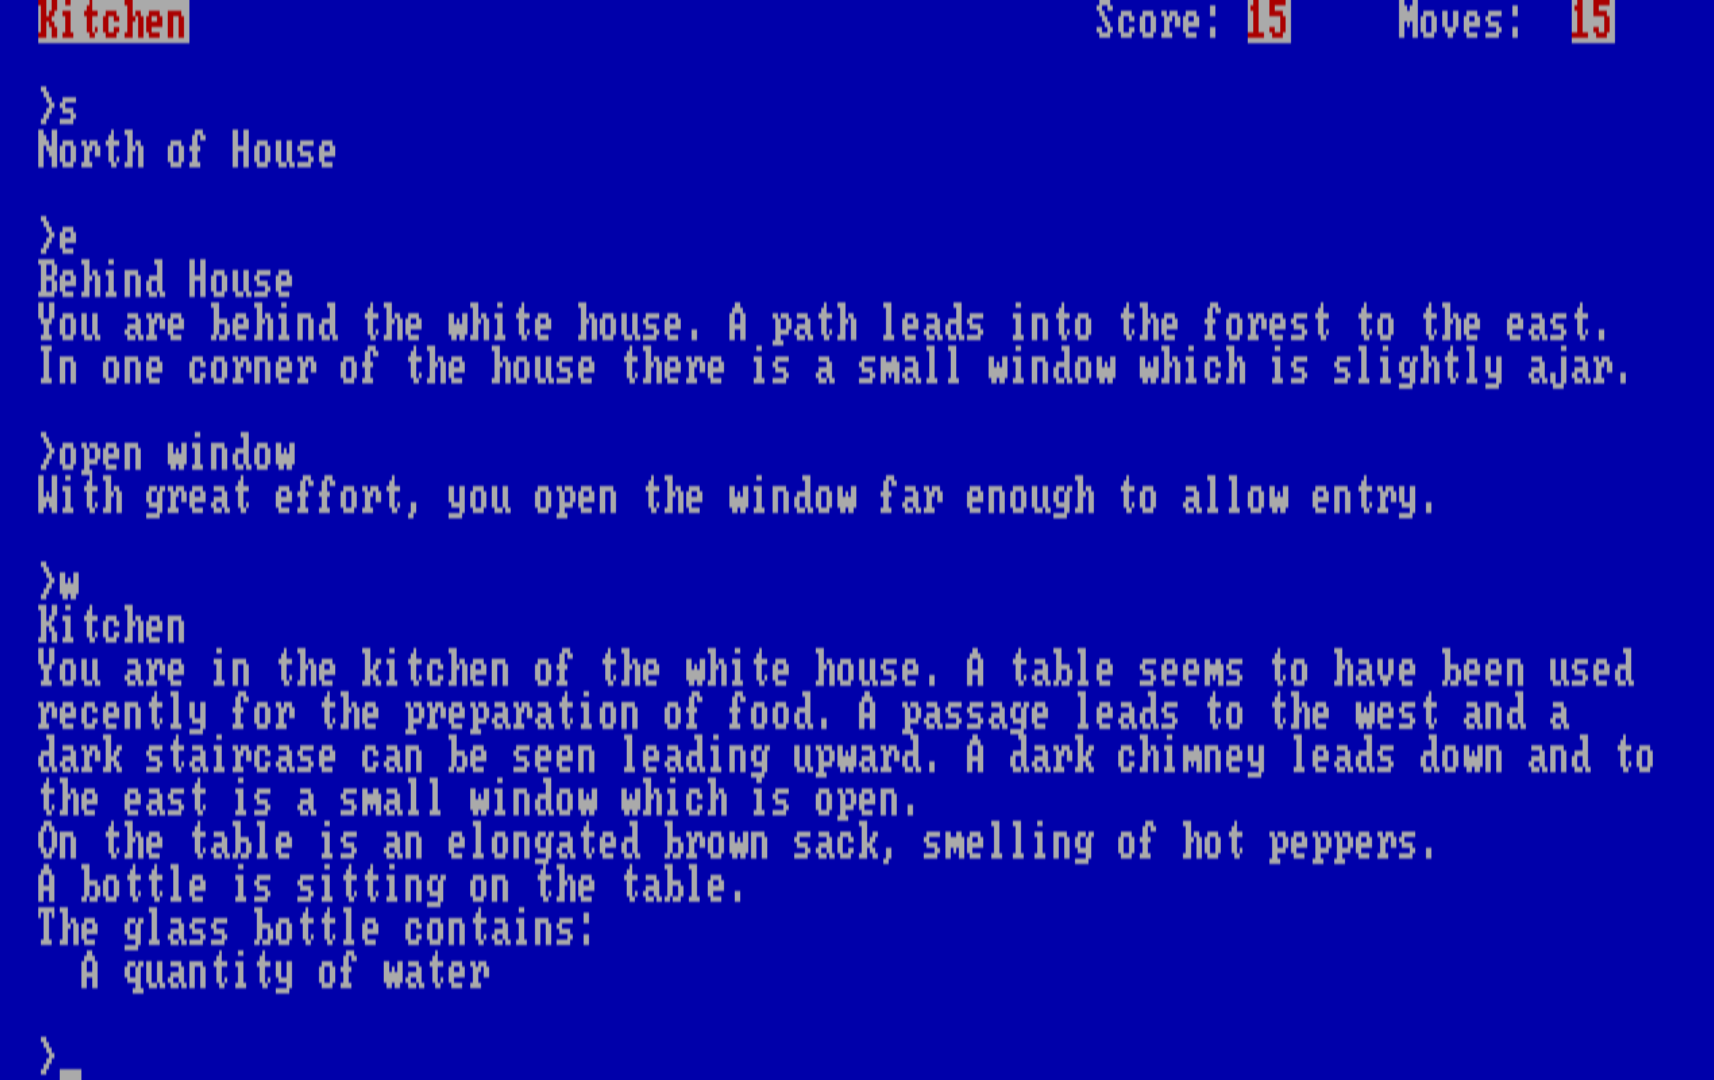 Kitchen Score: 15 Moves: 15
>s
North of House
>e
Behind House
You are behind the white house. A path leads into the forest to the east.
In one corner of the house there is a small window which is slightly ajar.
>open window
With great effort, you open the window far enough to allow entry.
>w
Kitchen
You are in the kitchen of the white house. A table seems to have been used
recently for the preparation of food. A passage leads to the west and a
dark staircase can be seen leading upward. A dark chimney leads down and to
the east is a small window which is open.
On the table is an elongated brown sack, smelling of hot peppers.
A bottle is sitting on the table.
The glass bottle contains:
  A quantity of water
>_